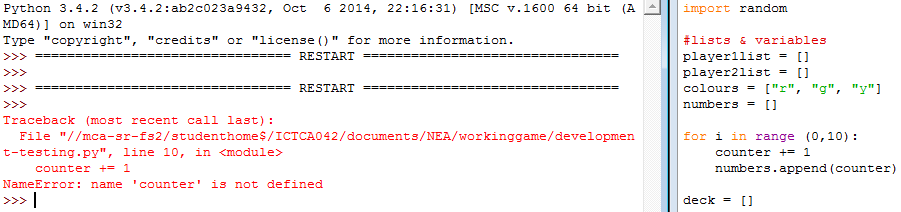 Python 3.4.2 (v3.4.2:ab2c023a9432, Oct  6 2014, 22:16:31) [MSC v.1600 64 bit (A
MD64)] on win32
Type "copyright", "credits" or "license()" for more information.
>>> ================================ RESTART ================================
>>>
>>> ================================ RESTART ================================
>>>
Traceback (most recent call last):
  File "//mca-sr-fs2/studenthome$/ICTCA042/documents/NEA/workinggame/developmen
t-testing.py", line 10, in <module>
    counter += 1
NameError: name 'counter' is not defined
>>>
import random
#lists & variables
player1list = []
player2list = []
colours = ["r", "g", "y"]
numbers = []
for i in range (0,10):
    counter += 1
    numbers.append(counter)
deck = []